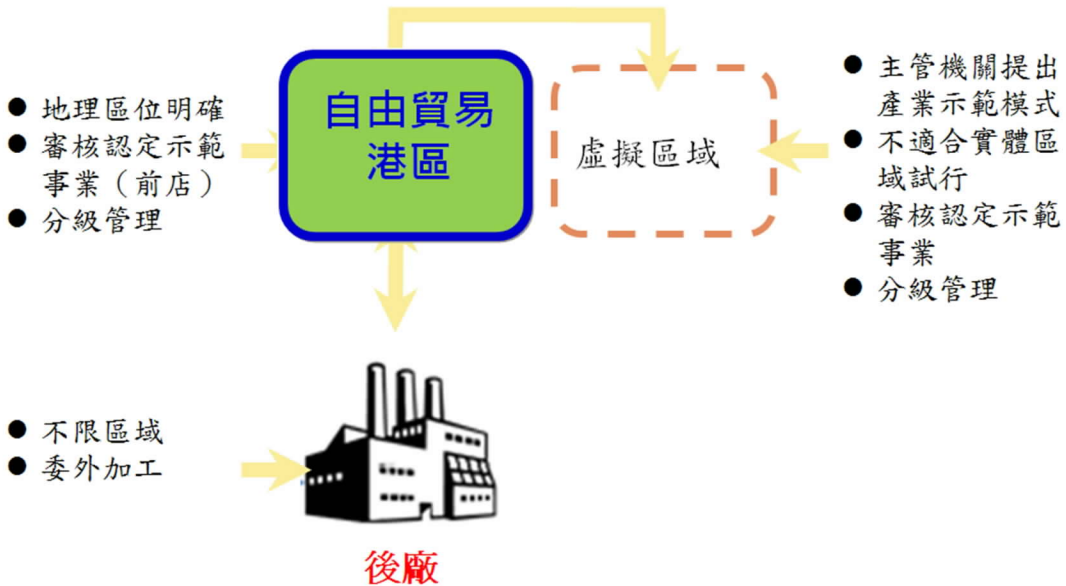 ● 地理區位明確
● 審核認定示範
事業（前店）
● 分級管理
自由貿易
港區
虛擬區域
● 主管機關提出
產業示範模式
● 不適合實體區
域試行
● 審核認定示範
事業
● 分級管理
● 不限區域
● 委外加工
後廠